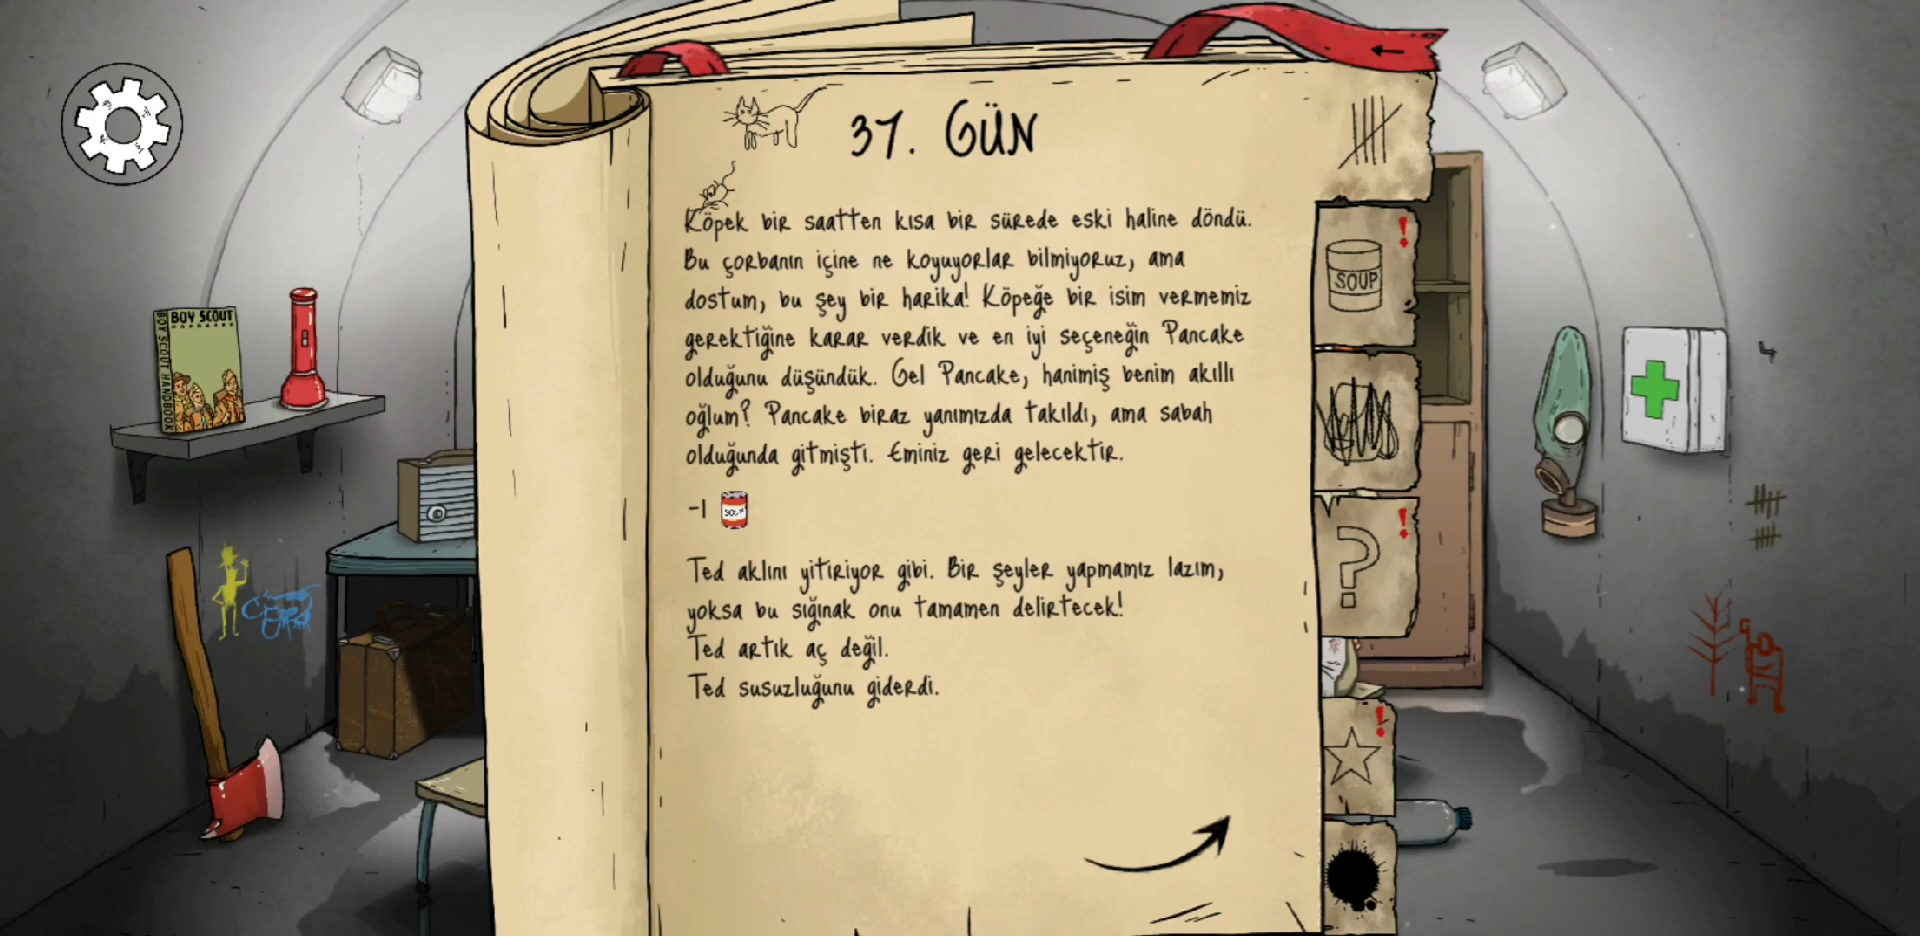 37. GÜN
Köpek bir saatten kısa bir sürede eski haline döndü.
Bu çorbanın içine ne koyuyorlar bilmiyoruz, ama
dostum, bu şey bir harika! Köpeğe bir isim vermemiz
gerektiğine karar verdik ve en iyi seçeneğin Pancake
olduğunu düşündük. Gel Pancake, hanimiş benim akıllı
oğlum? Pancake biraz yanımızda takıldı, ama sabah
olduğunda gitmişti. Eminiz geri gelecektir.
-1 SOUP
Ted aklını yitiriyor gibi. Bir şeyler yapmamız lazım,
yoksa bu sığınak onu tamamen delirtecek!
Ted artık aç değil.
Ted susuzluğunu giderdi.
BOY SCOUT
BOY SCOUT HANDBOOK
!
SOUP
!
?
!